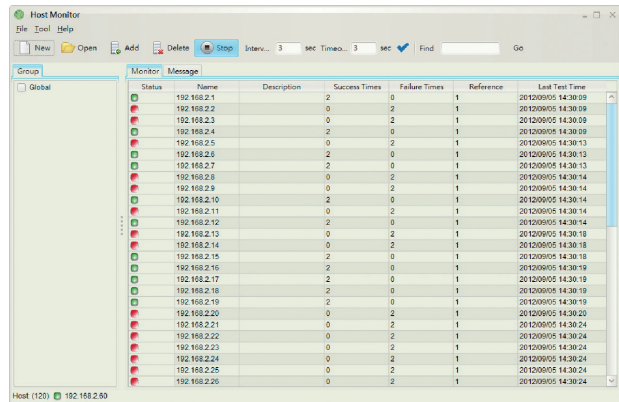 Host Monitor
File Tool Help
New Open Add Delete Stop Interv... 3 sec Timeo... 3 sec Find Go
Group Monitor Message
Global
Status Name Description Success Times Failure Times Reference Last Test Time
192.168.2.1 2 0 1 2012/09/05 14:30:09
192.168.2.2 0 2 1 2012/09/05 14:30:09
192.168.2.3 0 2 1 2012/09/05 14:30:09
192.168.2.4 2 0 1 2012/09/05 14:30:09
192.168.2.5 0 2 1 2012/09/05 14:30:13
192.168.2.6 2 0 1 2012/09/05 14:30:13
192.168.2.7 2 0 1 2012/09/05 14:30:13
192.168.2.8 0 2 1 2012/09/05 14:30:14
192.168.2.9 0 2 1 2012/09/05 14:30:14
192.168.2.10 2 0 1 2012/09/05 14:30:14
192.168.2.11 0 2 1 2012/09/05 14:30:14
192.168.2.12 2 0 1 2012/09/05 14:30:14
192.168.2.13 0 2 1 2012/09/05 14:30:18
192.168.2.14 0 2 1 2012/09/05 14:30:18
192.168.2.15 2 0 1 2012/09/05 14:30:18
192.168.2.16 2 0 1 2012/09/05 14:30:19
192.168.2.17 2 0 1 2012/09/05 14:30:19
192.168.2.18 2 0 1 2012/09/05 14:30:19
192.168.2.19 2 0 1 2012/09/05 14:30:19
192.168.2.20 0 2 1 2012/09/05 14:30:20
192.168.2.21 0 2 1 2012/09/05 14:30:24
192.168.2.22 0 2 1 2012/09/05 14:30:24
192.168.2.23 0 2 1 2012/09/05 14:30:24
192.168.2.24 0 2 1 2012/09/05 14:30:24
192.168.2.25 0 2 1 2012/09/05 14:30:24
192.168.2.26 0 2 1 2012/09/05 14:30:24
Host (120) 192.168.2.60